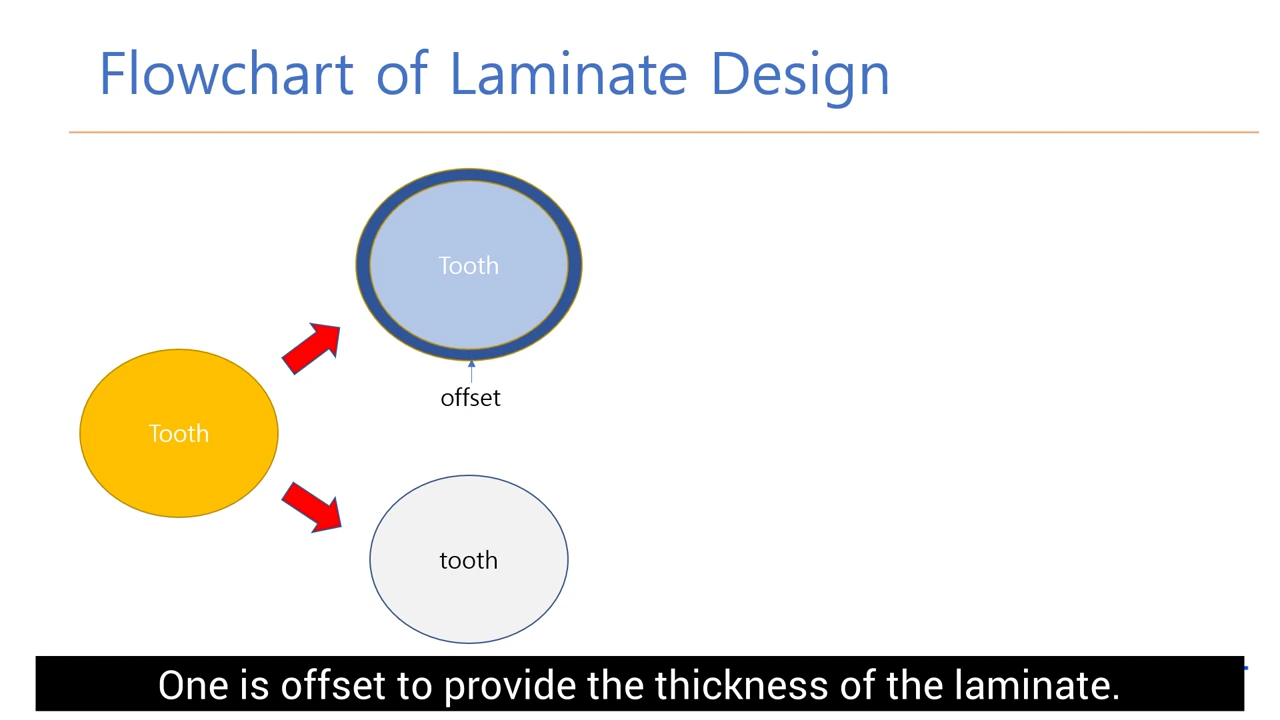 Flowchart of Laminate Design
Tooth
offset
Tooth
tooth
One is offset to provide the thickness of the laminate.